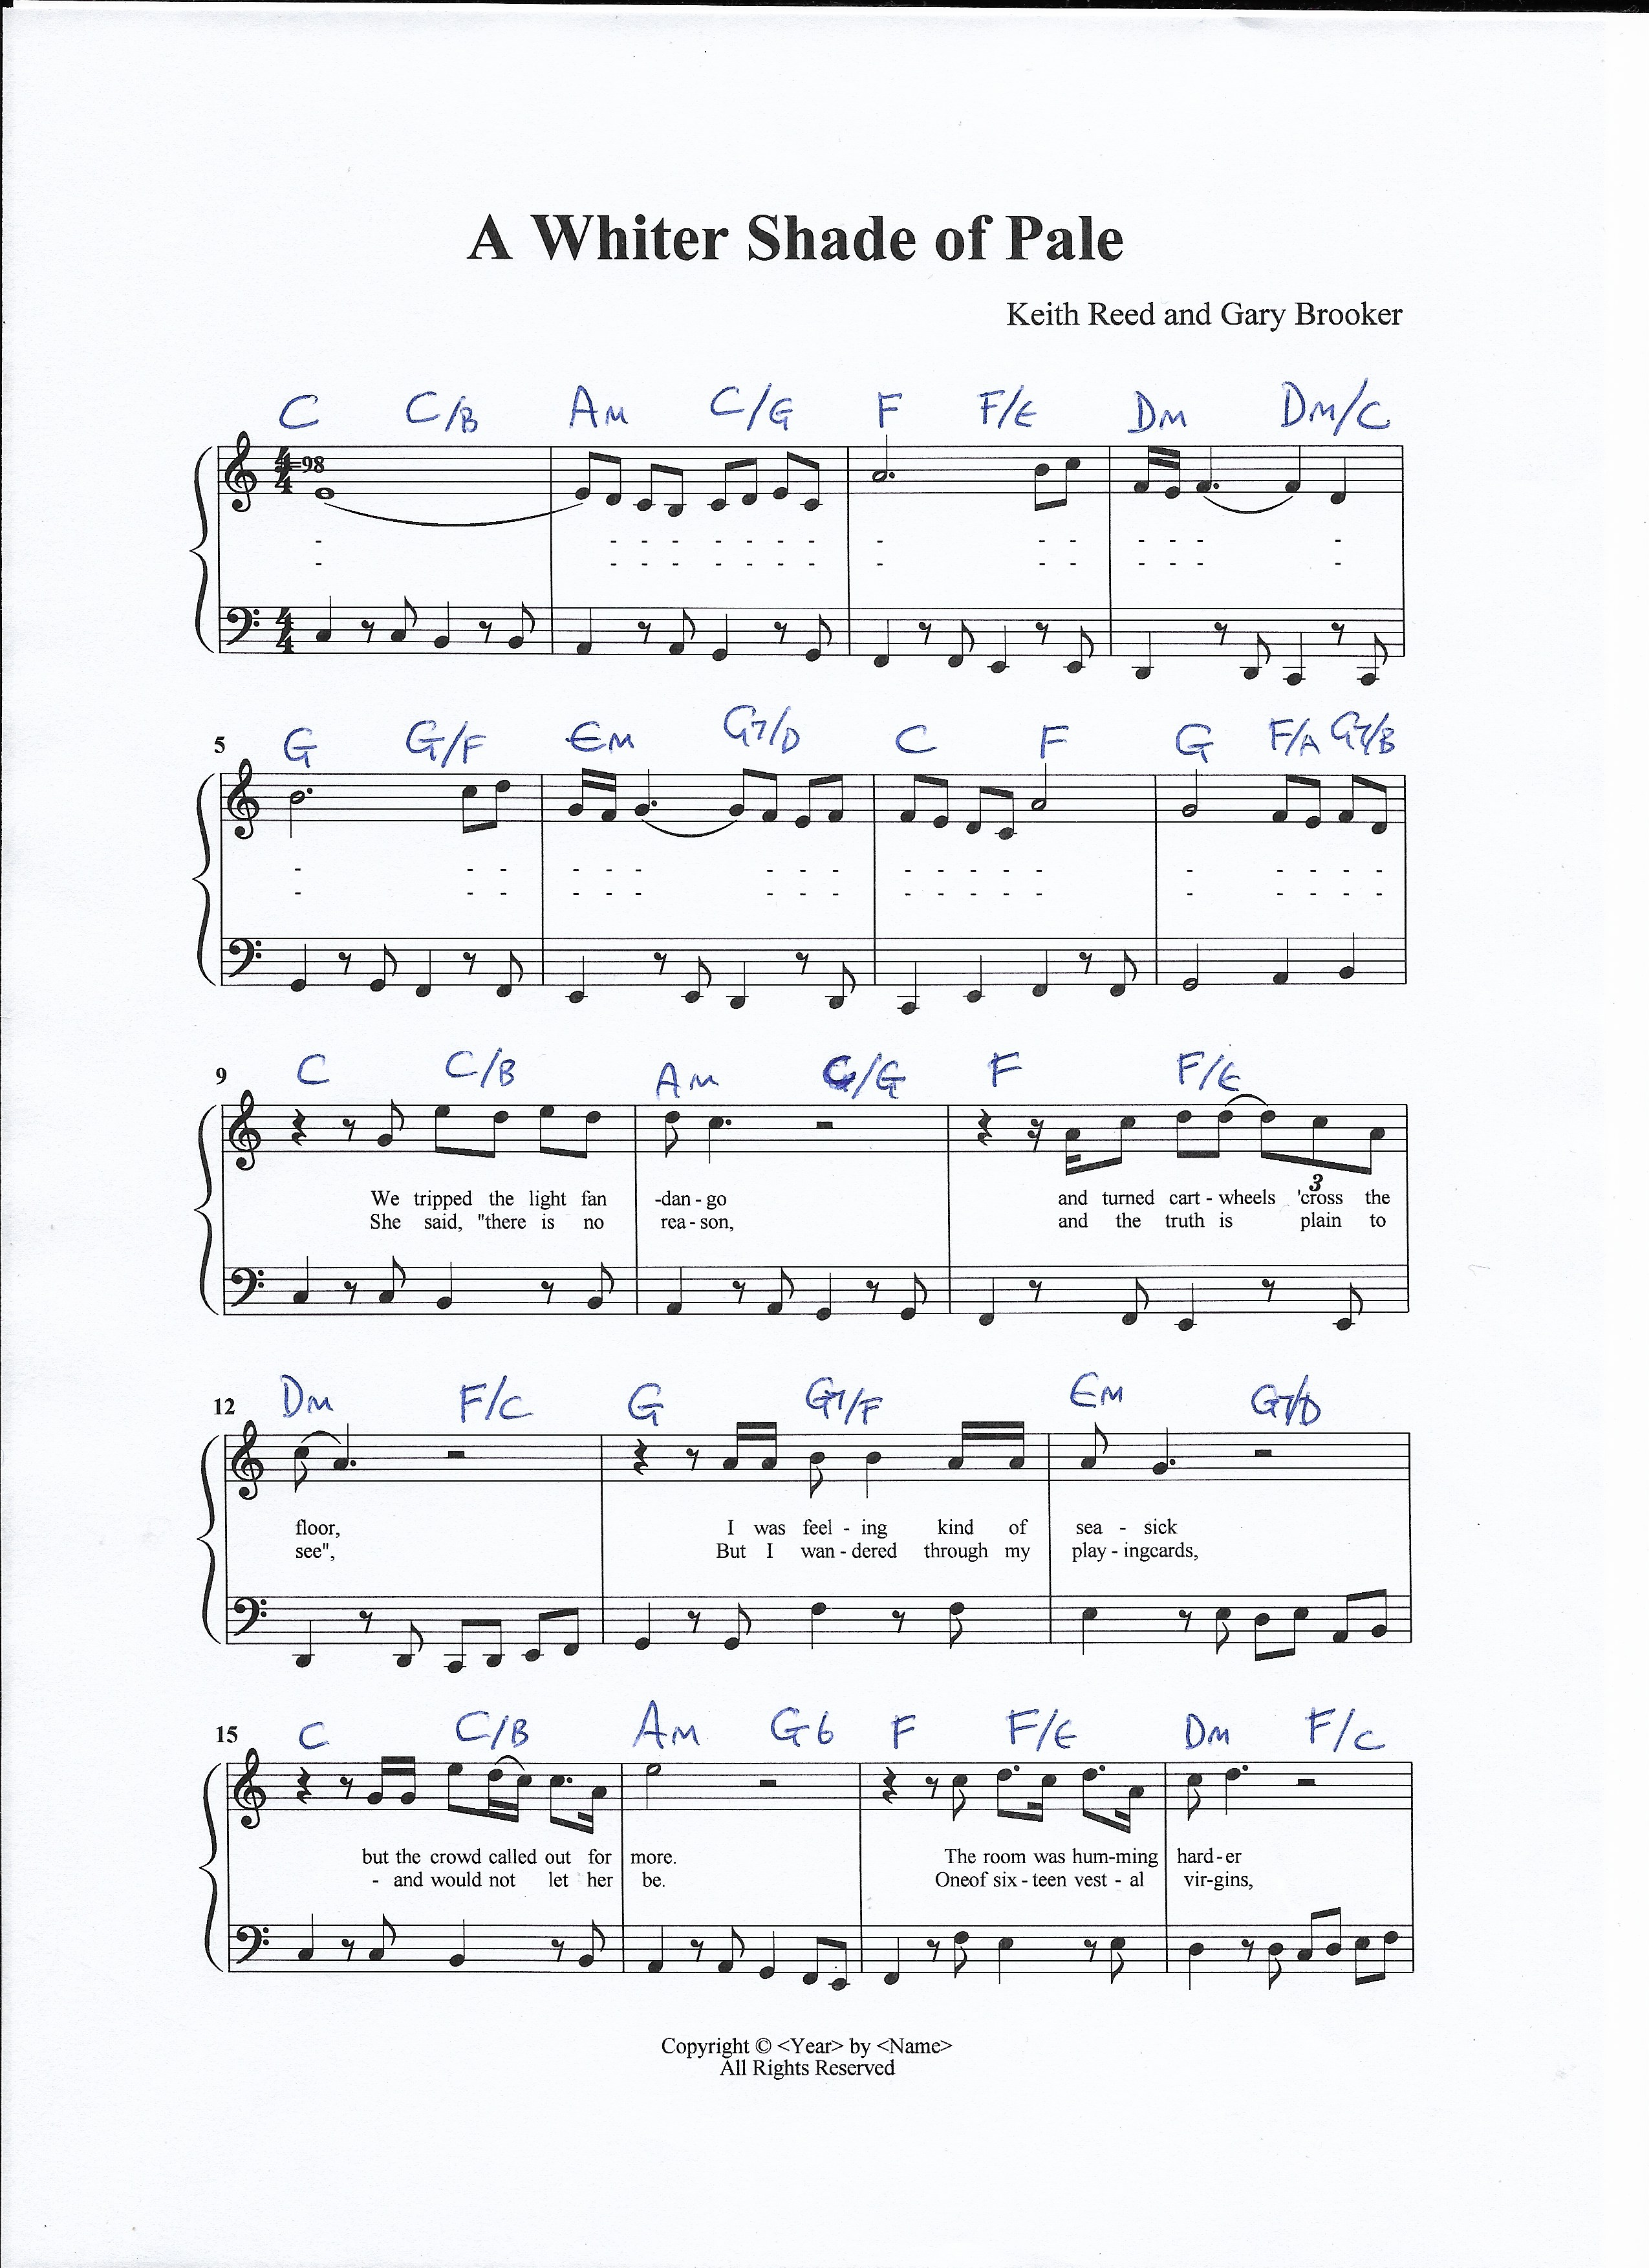 A Whiter Shade of Pale
Keith Reed and Gary Brooker
C C/B Am C/G F F/E Dm Dm/C
=98
4 4
- - - - - - - - - - - - - - -
- - - - - - - - - - - - - - -
4 4
5 G G/F Em G7/D C F G F/A G7/B
- - - - - - - - - - - - - - - - - - -
- - - - - - - - - - - - - - - - - - -
9 C C/B Am C/G F F/E
3
We tripped the light fan -dan - go and turned cart - wheels 'cross the
She said, "there is no rea - son, and the truth is plain to
12 Dm F/C G G7/F Em G7/D
floor, I was feel - ing kind of sea - sick
see", But I wan - dered through my play - ingcards,
15 C C/B Am G6 F F/E Dm F/C
but the crowd called out for more. The room was hum-ming hard-er
- and would not let her be. Oneof six - teen vest - al vir-gins,
Copyright © <Year> by <Name>
All Rights Reserved